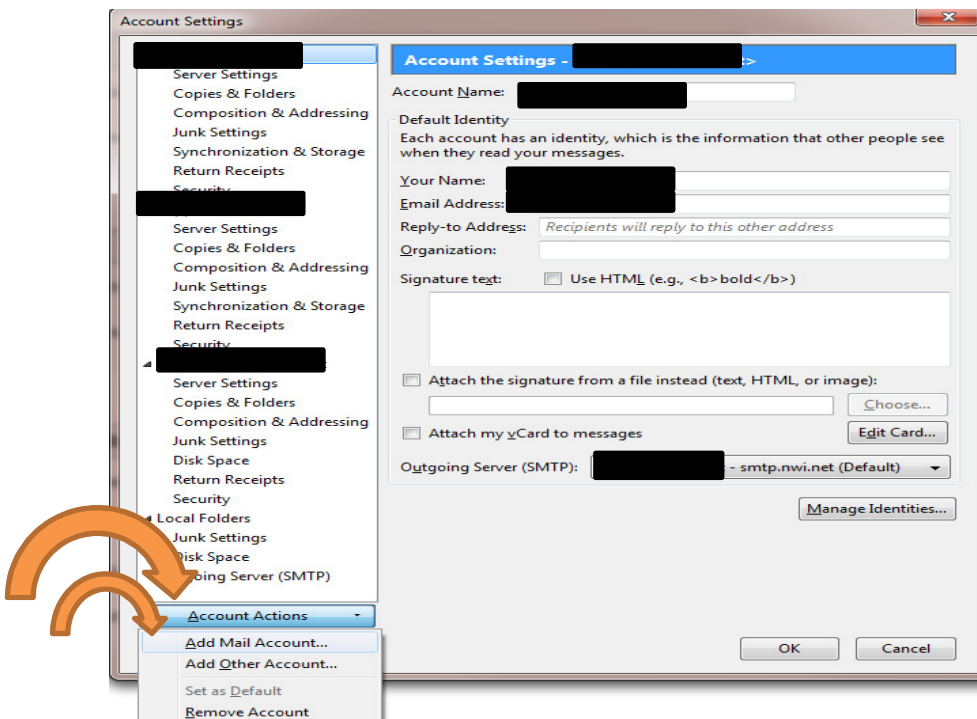 Account Settings
Server Settings
Copies & Folders
Composition & Addressing
Junk Settings
Synchronization & Storage
Return Receipts
Security
Server Settings
Copies & Folders
Composition & Addressing
Junk Settings
Synchronization & Storage
Return Receipts
Security
Server Settings
Copies & Folders
Composition & Addressing
Junk Settings
Disk Space
Return Receipts
Security
Local Folders
Junk Settings
Disk Space
going Server (SMTP)
Account Actions
Add Mail Account...
Add Other Account...
Set as Default
Remove Account
Account Settings - >
Account Name:
Default Identity
Each account has an identity, which is the information that other people see
when they read your messages.
Your Name:
Email Address:
Reply-to Address: Recipients will reply to this other address
Organization:
Signature text: Use HTML (e.g., <b>bold</b>)
Attach the signature from a file instead (text, HTML, or image):
Choose...
Attach my vCard to messages Edit Card...
Outgoing Server (SMTP): - smtp.nwi.net (Default)
Manage Identities...
OK Cancel